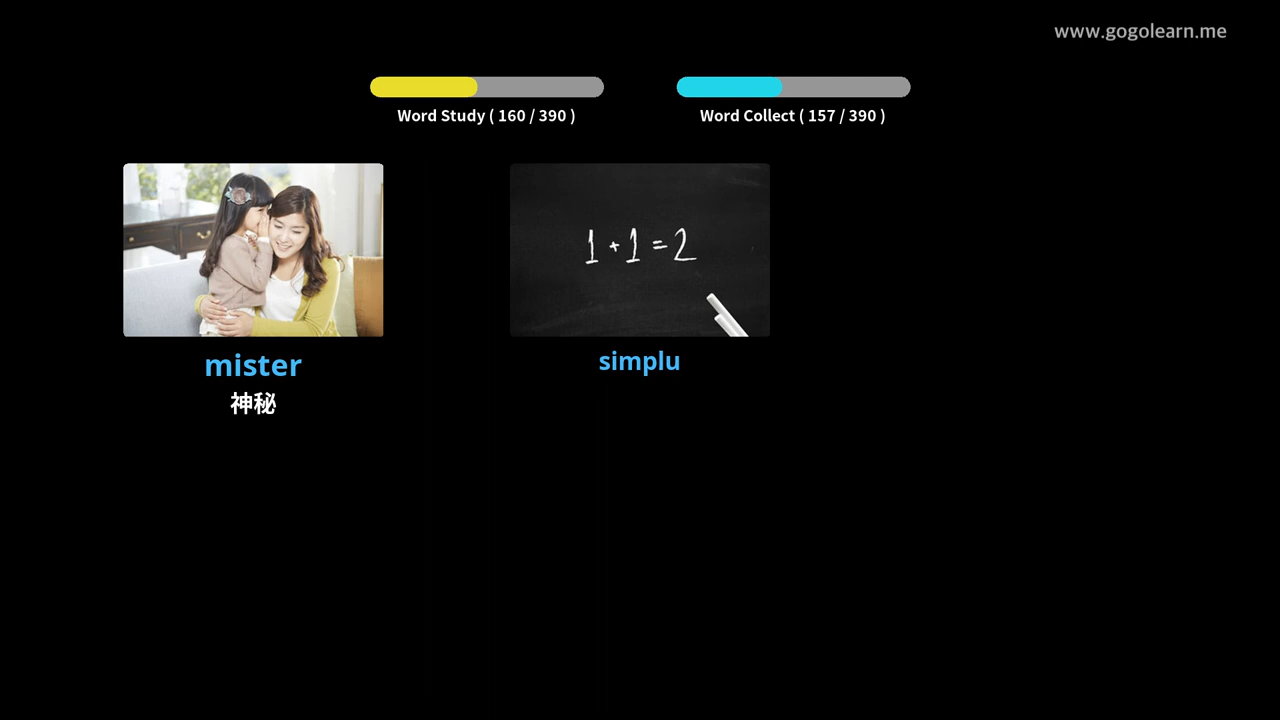 www.gogolearn.me
Word Study ( 160 / 390 )
Word Collect ( 157 / 390 )
1 + 1 = 2
mister
神秘
simplu